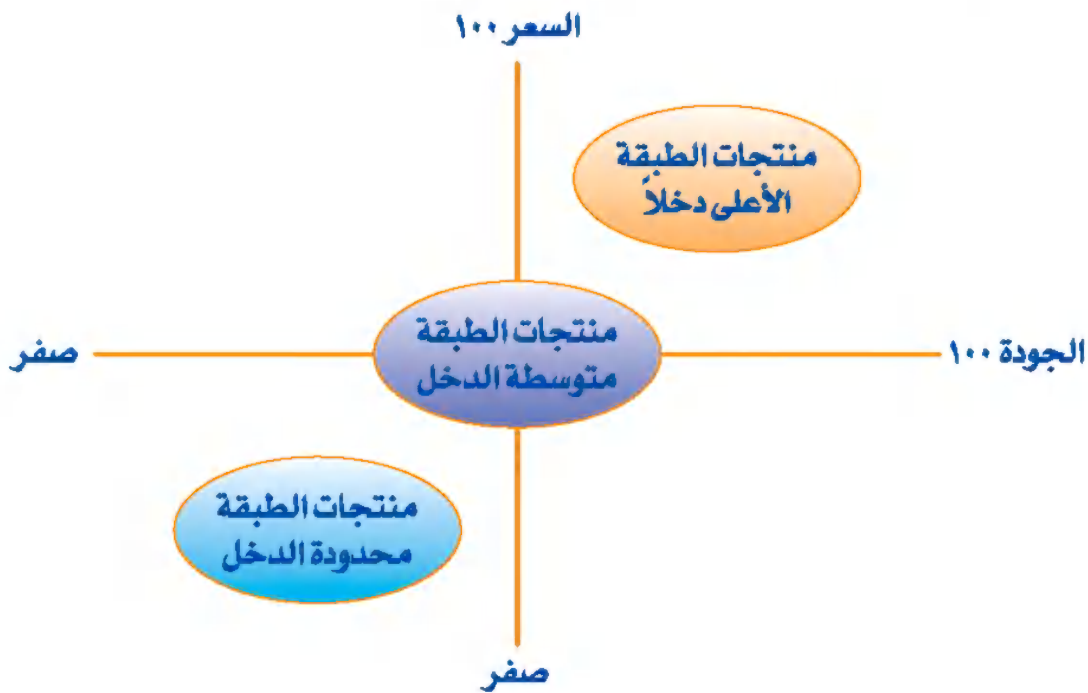 السعر ١٠٠
منتجات الطبقة
الأعلى دخلاً
منتجات الطبقة
متوسطة الدخل
الجودة ١٠٠
صفر
منتجات الطبقة
محدودة الدخل
صفر